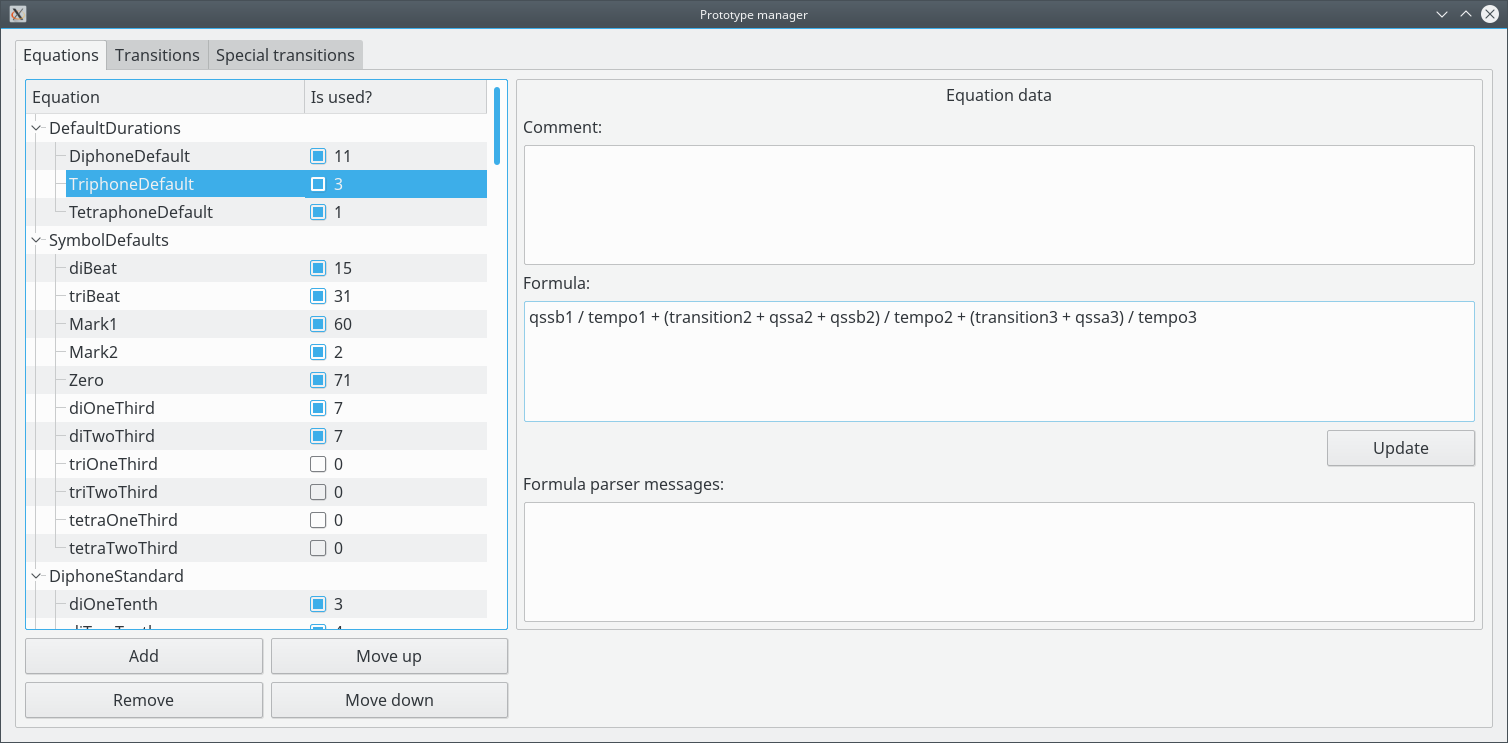 Prototype manager
Equations Transitions Special transitions
Equation Is used?
DefaultDurations
DiphoneDefault 11
TriphoneDefault 3
TetraphoneDefault 1
SymbolDefaults
diBeat 15
triBeat 31
Mark1 60
Mark2 2
Zero 71
diOneThird 7
diTwoThird 7
triOneThird 0
triTwoThird 0
tetraOneThird 0
tetraTwoThird 0
DiphoneStandard
diOneTenth 3
Add Move up
Remove Move down
Equation data
Comment:
Formula:
qssb1 / tempo1 + (transition2 + qssa2 + qssb2) / tempo2 + (transition3 + qssa3) / tempo3
Update
Formula parser messages: